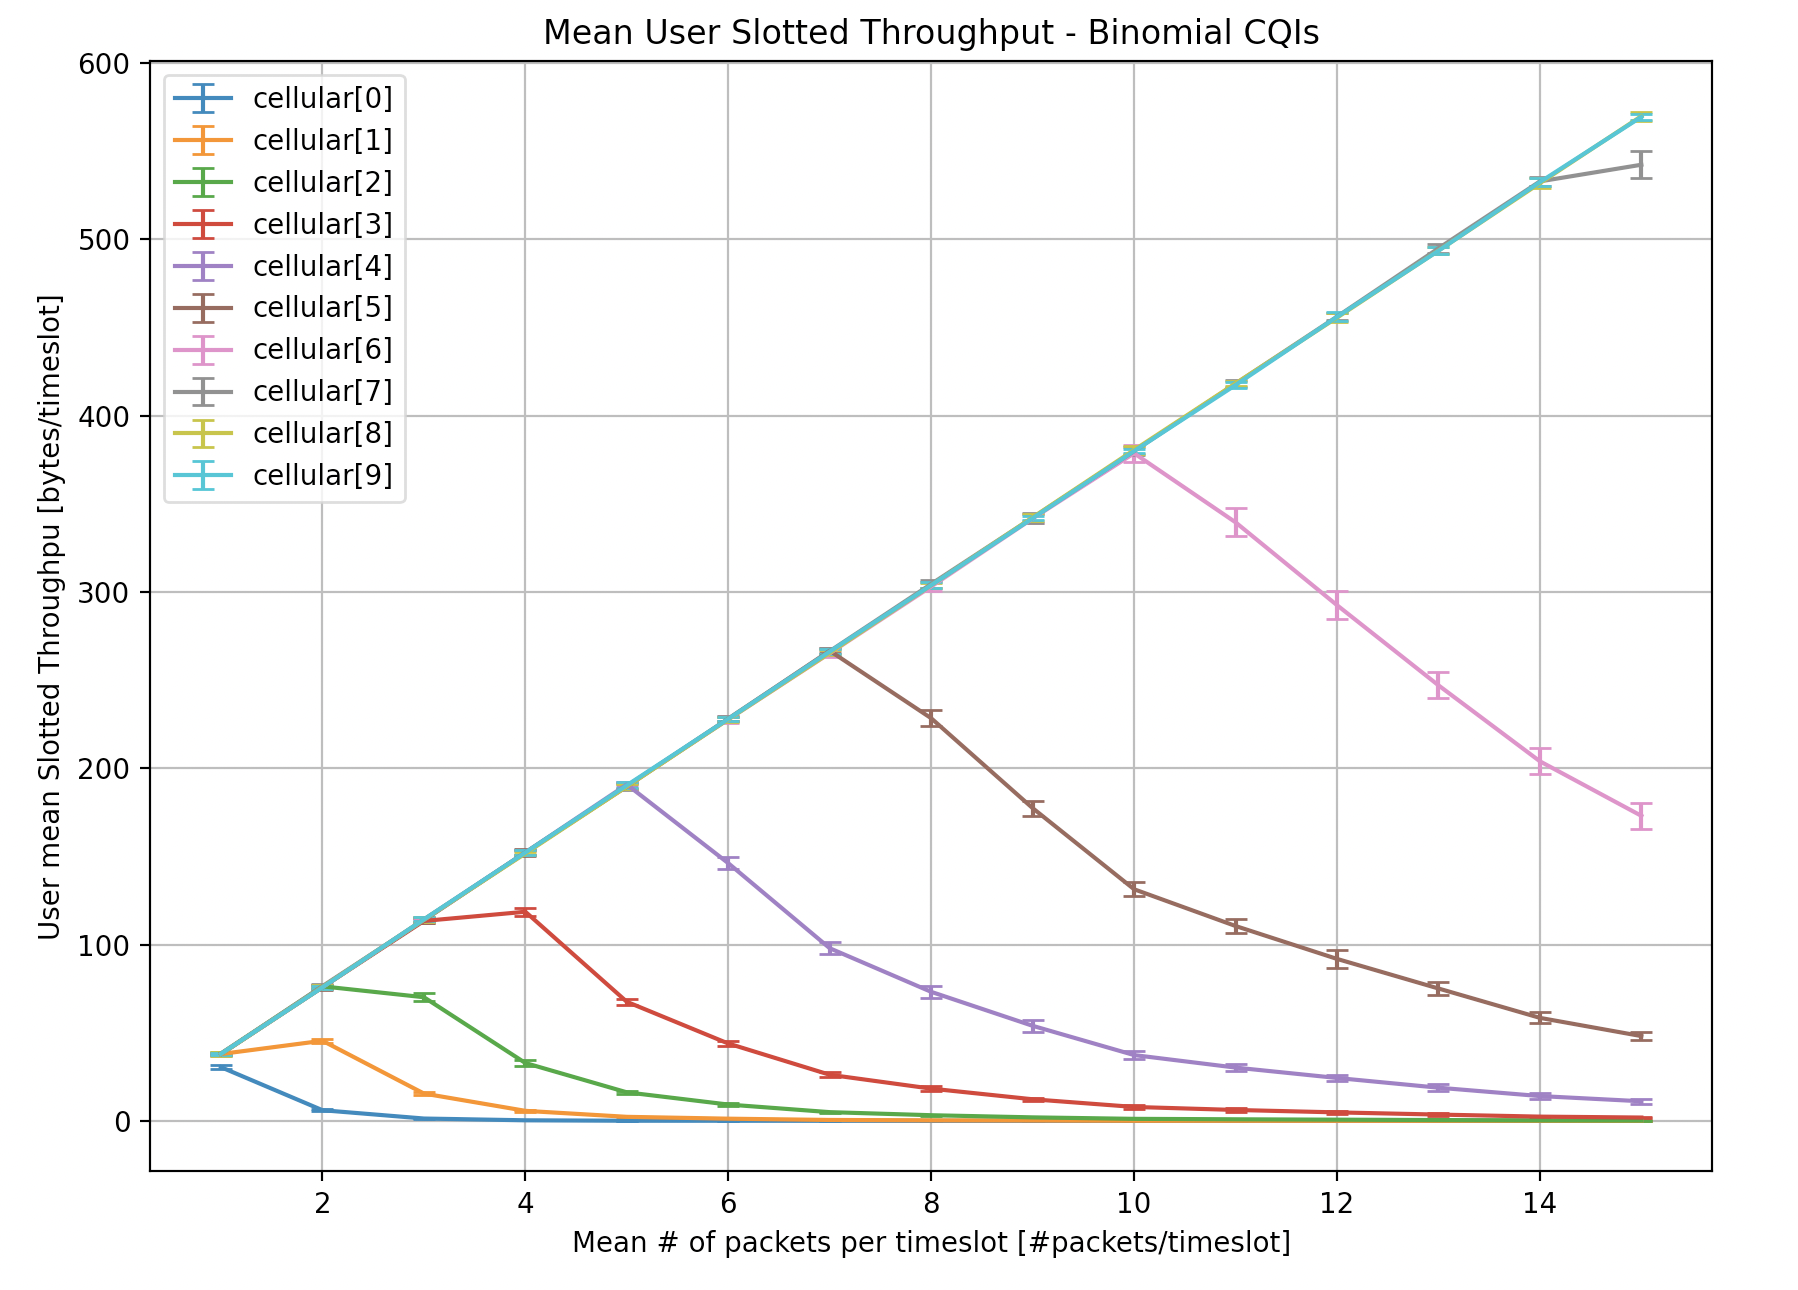 Mean User Slotted Throughput - Binomial CQIs
600
500
400
300
200
100
0
User mean Slotted Throughpu [bytes/timeslot]
cellular[0]
cellular[1]
cellular[2]
cellular[3]
cellular[4]
cellular[5]
cellular[6]
cellular[7]
cellular[8]
cellular[9]
2 4 6 8 10 12 14
Mean # of packets per timeslot [#packets/timeslot]